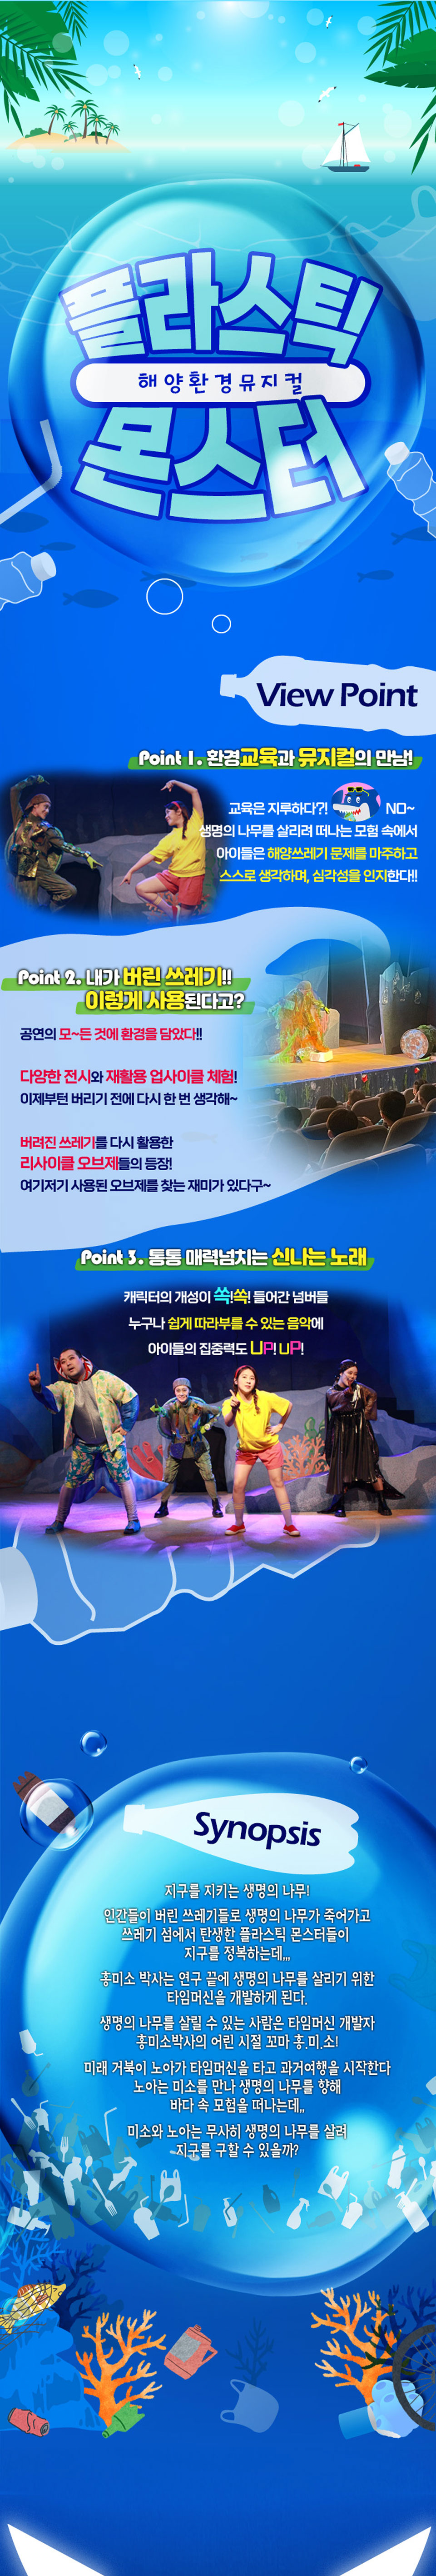 플라스틱
해양환경뮤지컬
몬스터
View Point
Point 1. 환경교육과 뮤지컬의 만남!
교육은 지루하다?! NO~
생명의 나무를 살리려 떠나는 모험 속에서
아이들은 해양쓰레기 문제를 마주하고
스스로 생각하며, 심각성을 인지한다!!
Point 2. 내가 버린 쓰레기!!
이렇게 사용된다고?
공연의 모~든 것에 환경을 담았다!!
다양한 전시와 재활용 업사이클 체험!
이제부턴 버리기 전에 다시 한 번 생각해~
버려진 쓰레기를 다시 활용한
리사이클 오브제들의 등장!
여기저기 사용된 오브제를 찾는 재미가 있다구~
Point 3. 통통 매력넘치는 신나는 노래
캐릭터의 개성이 쏙!쏙! 들어간 넘버들
누구나 쉽게 따라부를 수 있는 음악에
아이들의 집중력도 UP! UP!
Synopsis
지구를 지키는 생명의 나무!
인간들이 버린 쓰레기들로 생명의 나무가 죽어가고
쓰레기 섬에서 탄생한 플라스틱 몬스터들이
지구를 정복하는데,,,
홍미소 박사는 연구 끝에 생명의 나무를 살리기 위한
타임머신을 개발하게 된다.
생명의 나무를 살릴 수 있는 사람은 타임머신 개발자
홍미소박사의 어린 시절 꼬마 홍.미.소!
미래 거북이 노아가 타임머신을 타고 과거여행을 시작한다
노아는 미소를 만나 생명의 나무를 향해
바다 속 모험을 떠나는데,,
미소와 노아는 무사히 생명의 나무를 살려
지구를 구할 수 있을까?